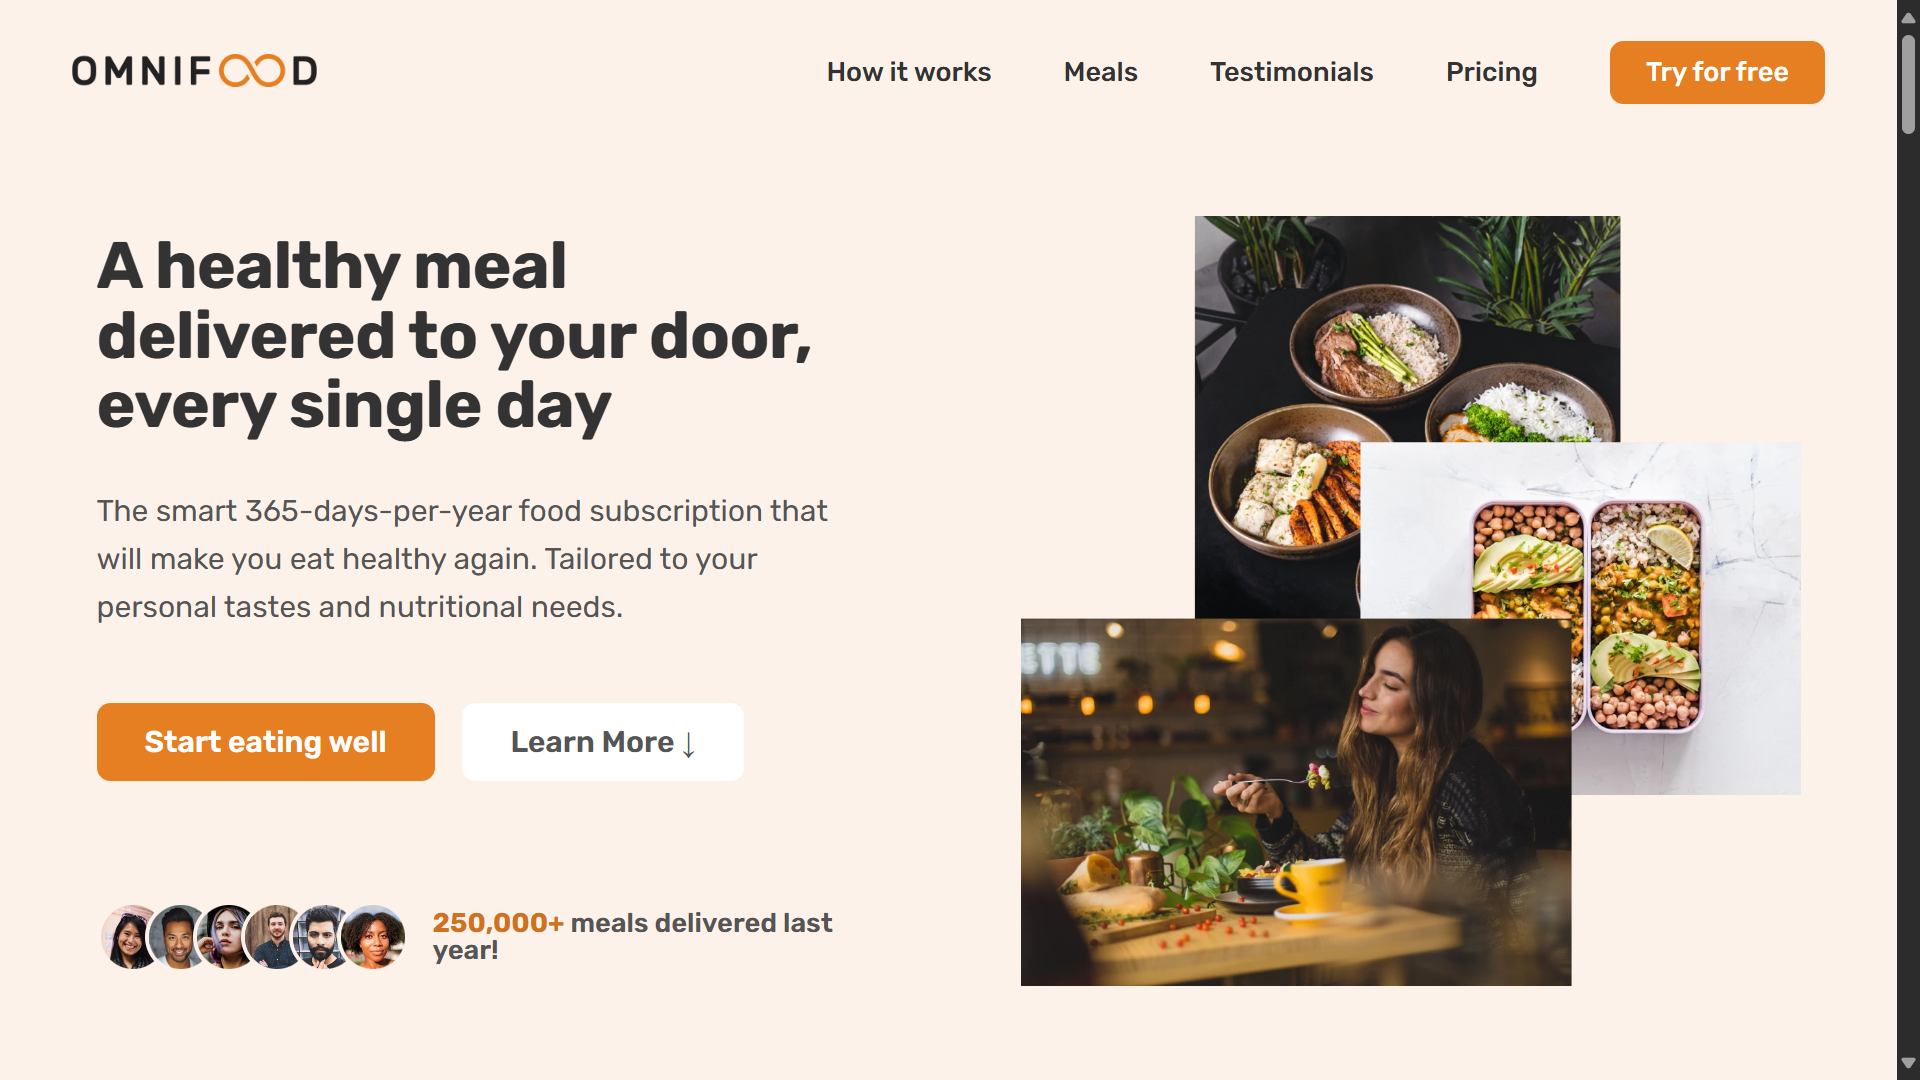 OMNIFOOD
How it works
Meals
Testimonials
Pricing
Try for free
A healthy meal
delivered to your door,
every single day
The smart 365-days-per-year food subscription that
will make you eat healthy again. Tailored to your
personal tastes and nutritional needs.
Start eating well
Learn More ↓
250,000+ meals delivered last
year!
ETTE